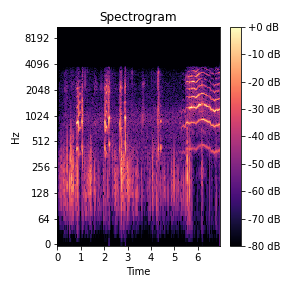 Spectrogram
8192
4096
2048
1024
512
256
128
64
0
Hz
0 1 2 3 4 5 6
Time
+0 dB
-10 dB
-20 dB
-30 dB
-40 dB
-50 dB
-60 dB
-70 dB
-80 dB